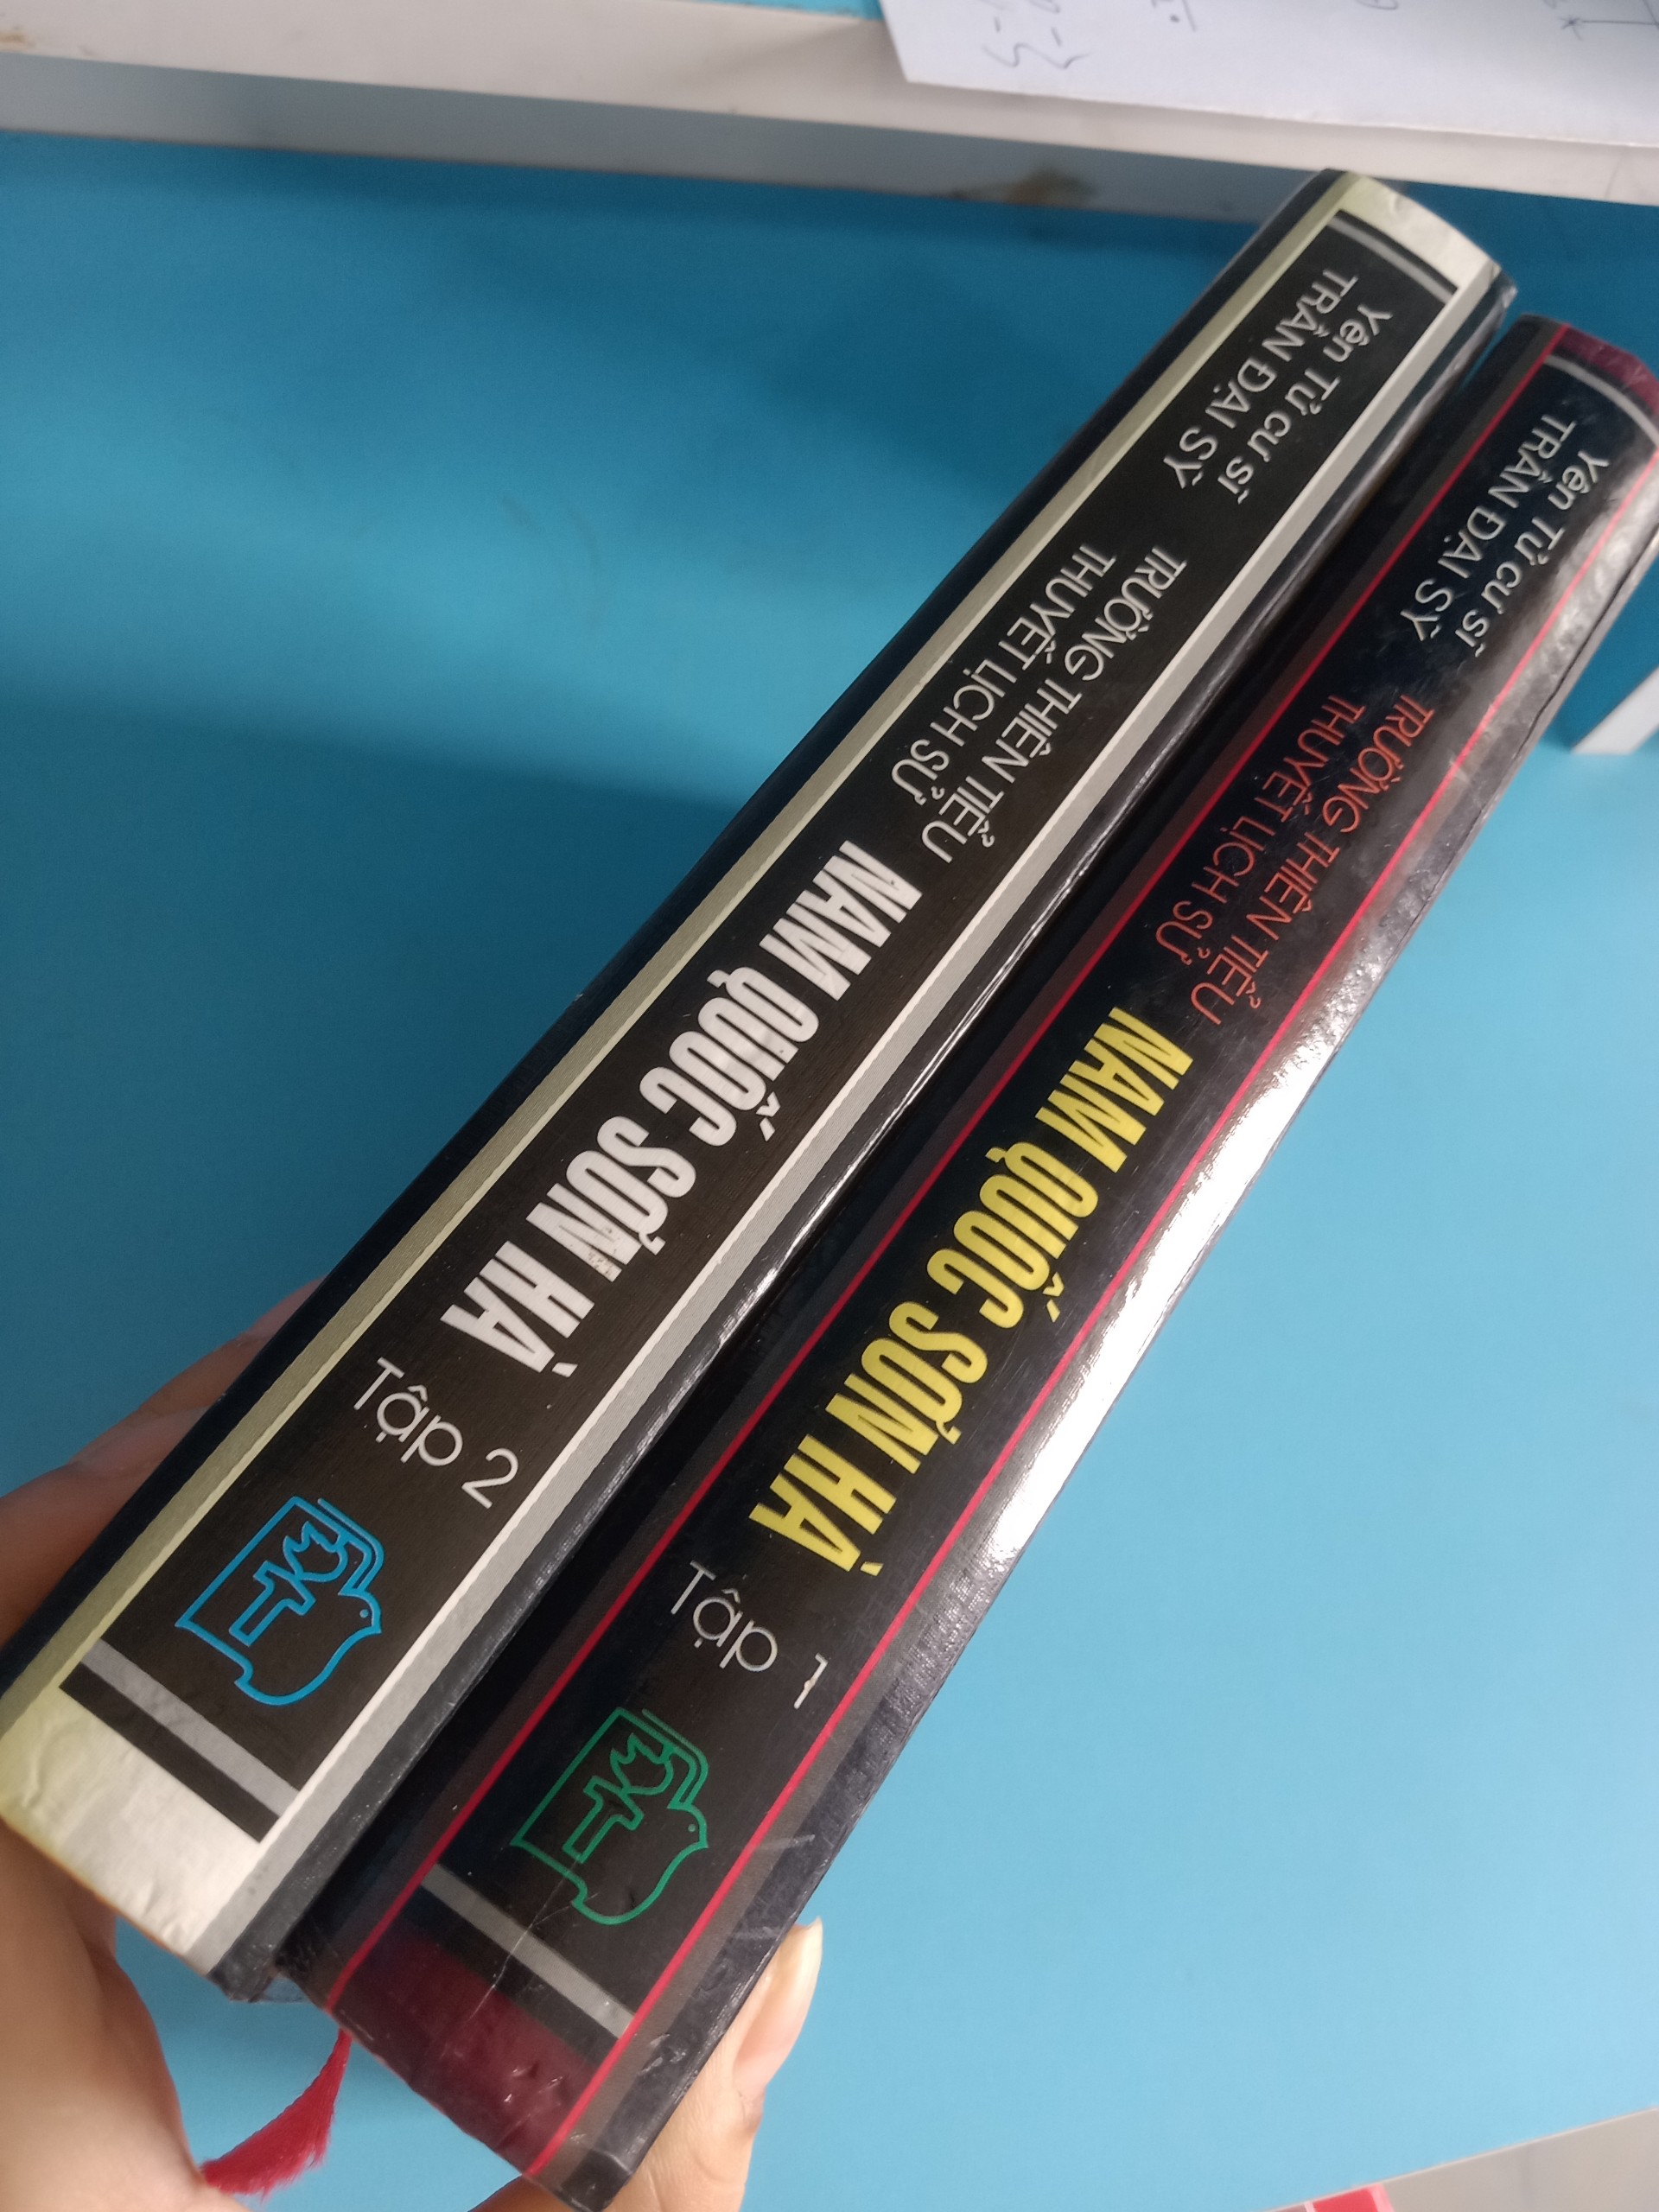 Yên Tử cư sĩ
TRẦN ĐẠI SỸ
TRƯỜNG THIÊN TIỂU
THUYẾT LỊCH SỬ
NAM QUỐC SƠN HÀ
Tập 2
Yên Tử cư sĩ
TRẦN ĐẠI SỸ
TRƯỜNG THIÊN TIỂU
THUYẾT LỊCH SỬ
NAM QUỐC SƠN HÀ
Tập 1